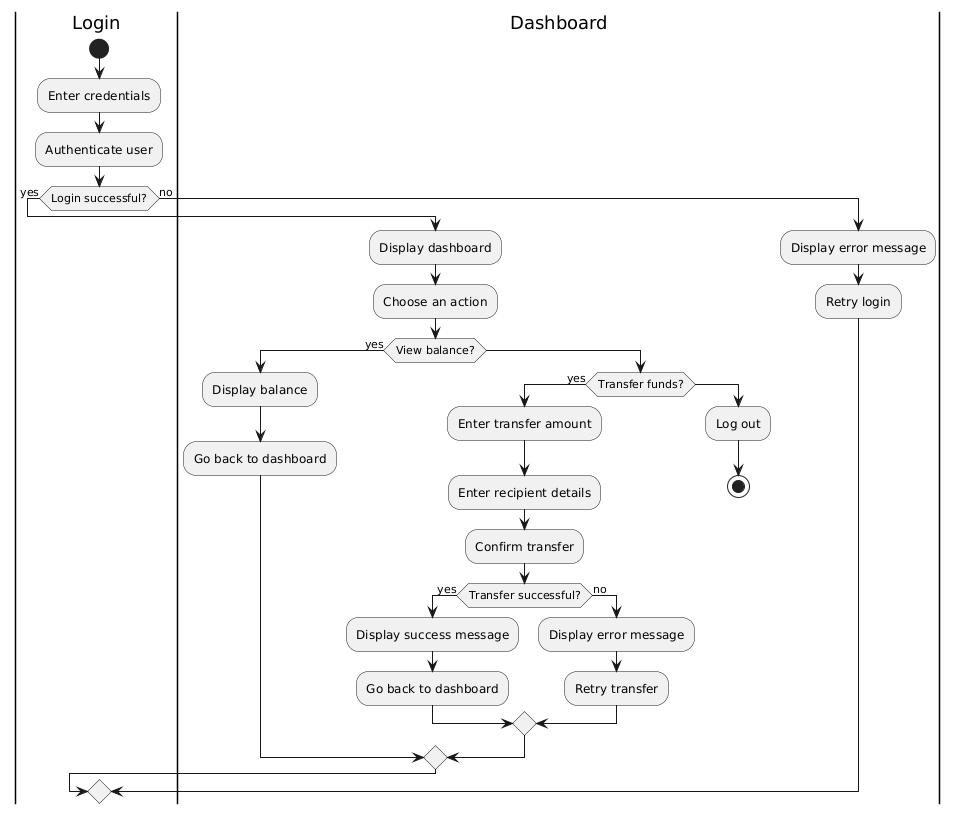 Login
Dashboard
Enter credentials
Authenticate user
yes
Login successful?
no
Display dashboard
Display error message
Choose an action
Retry login
yes
View balance?
Display balance
yes
Transfer funds?
Enter transfer amount
Log out
Go back to dashboard
Enter recipient details
Confirm transfer
yes
Transfer successful?
no
Display success message
Display error message
Go back to dashboard
Retry transfer